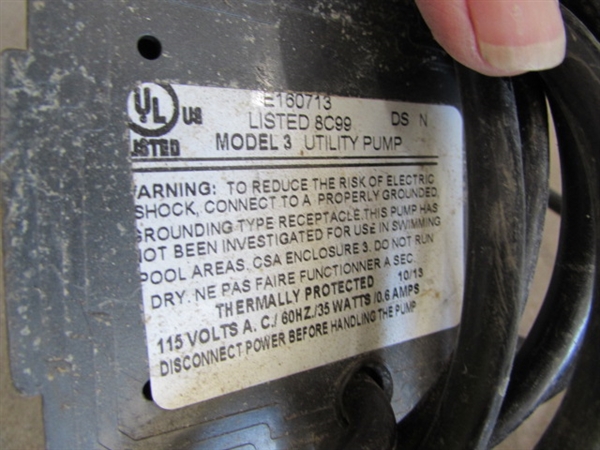 E160713
UL US LISTED
LISTED 8C99 DS N
MODEL 3 UTILITY PUMP
WARNING: TO REDUCE THE RISK OF ELECTRIC
SHOCK, CONNECT TO A PROPERLY GROUNDED,
GROUNDING TYPE RECEPTACLE.THIS PUMP HAS
NOT BEEN INVESTIGATED FOR USE IN SWIMMING
POOL AREAS. CSA ENCLOSURE 3. DO NOT RUN
DRY. NE PAS FAIRE FUNCTIONNER A SEC.
THERMALLY PROTECTED 10/13
115 VOLTS A. C./ 60HZ./35 WATTS /0.6 AMPS
DISCONNECT POWER BEFORE HANDLING THE PUMP